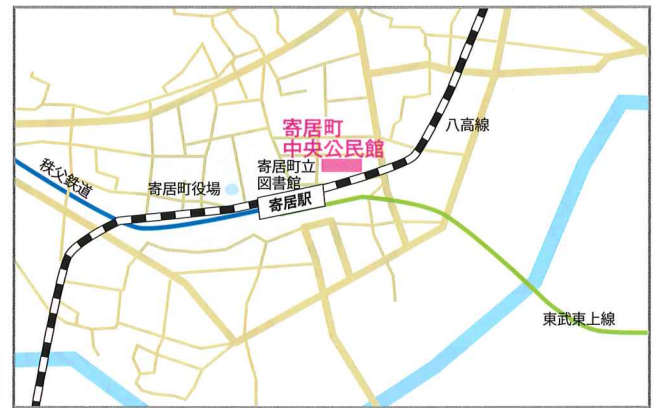 寄居町
中央公民館
八高線
秩父鉄道
寄居町役場
寄居町立
図書館
寄居駅
東武東上線